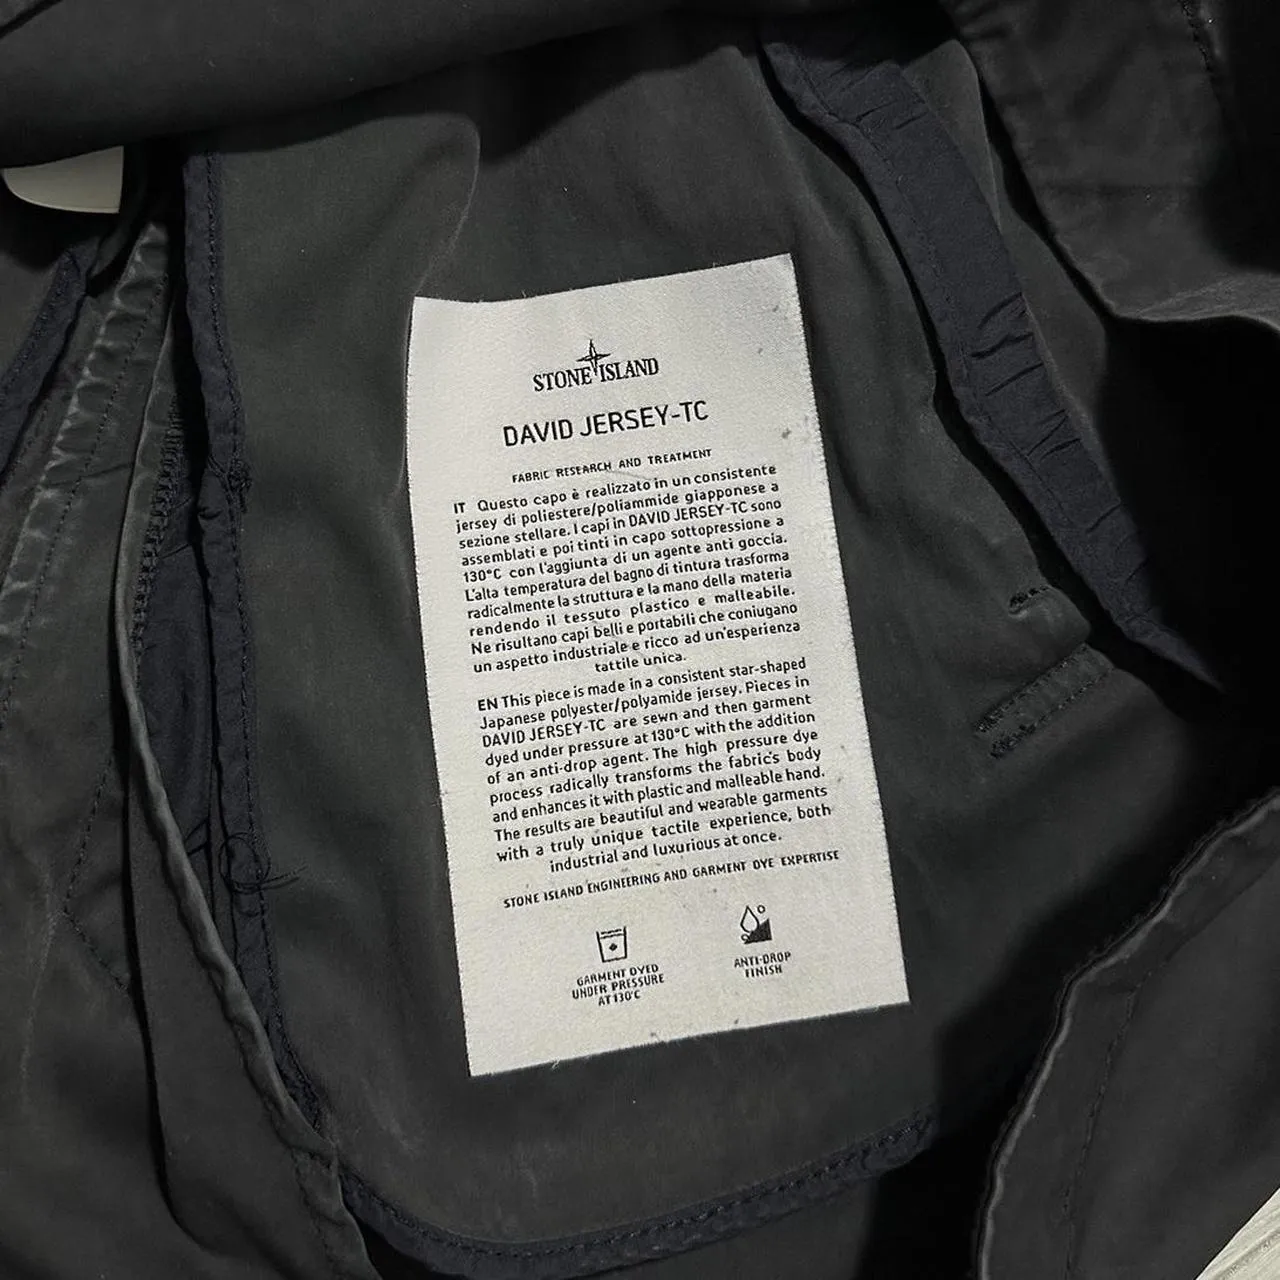 STONE ISLAND
DAVID JERSEY-TC
FABRIC RESEARCH AND TREATMENT
IT Questo capo è realizzato in un consistente
jersey di poliestere/poliammide giapponese a
sezione stellare. I capi in DAVID JERSEY-TC sono
assemblati e poi tinti in capo sottopressione a
130°C con l'aggiunta di un agente anti goccia.
L'alta temperatura del bagno di tintura trasforma
radicalmente la struttura e la mano della materia
rendendo il tessuto plastico e malleabile.
Ne risultano capi belli e portabili che coniugano
un aspetto industriale e ricco ad un'esperienza
tattile unica.
EN This piece is made in a consistent star-shaped
Japanese polyester/polyamide jersey. Pieces in
DAVID JERSEY-TC are sewn and then garment
dyed under pressure at 130°C with the addition
of an anti-drop agent. The high pressure dye
process radically transforms the fabric's body
and enhances it with plastic and malleable hand.
The results are beautiful and wearable garments
with a truly unique tactile experience, both
industrial and luxurious at once.
STONE ISLAND ENGINEERING AND GARMENT DYE EXPERTISE
GARMENT DYED
UNDER PRESSURE
AT 130°C
ANTI-DROP
FINISH